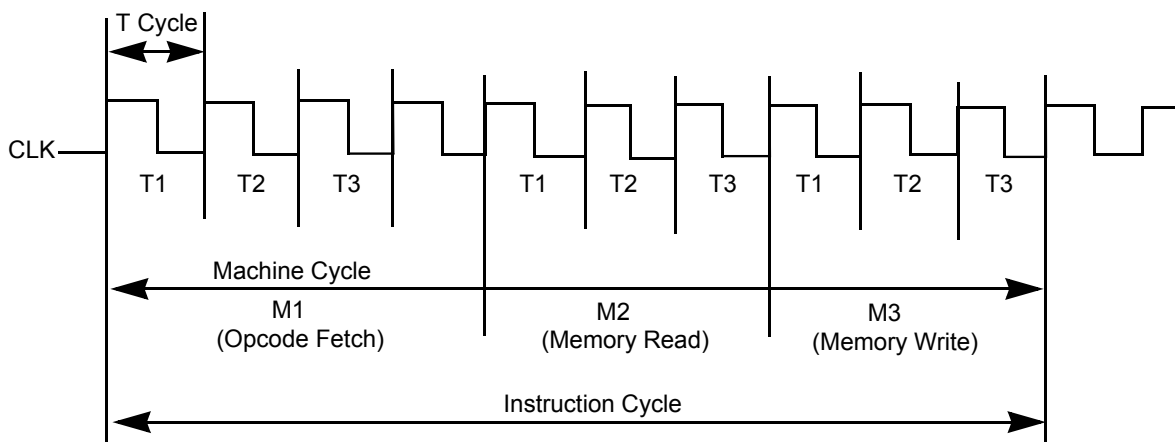 T Cycle
CLK
T1 T2 T3 T1 T2 T3 T1 T2 T3
Machine Cycle
M1 M2 M3
(Opcode Fetch) (Memory Read) (Memory Write)
Instruction Cycle